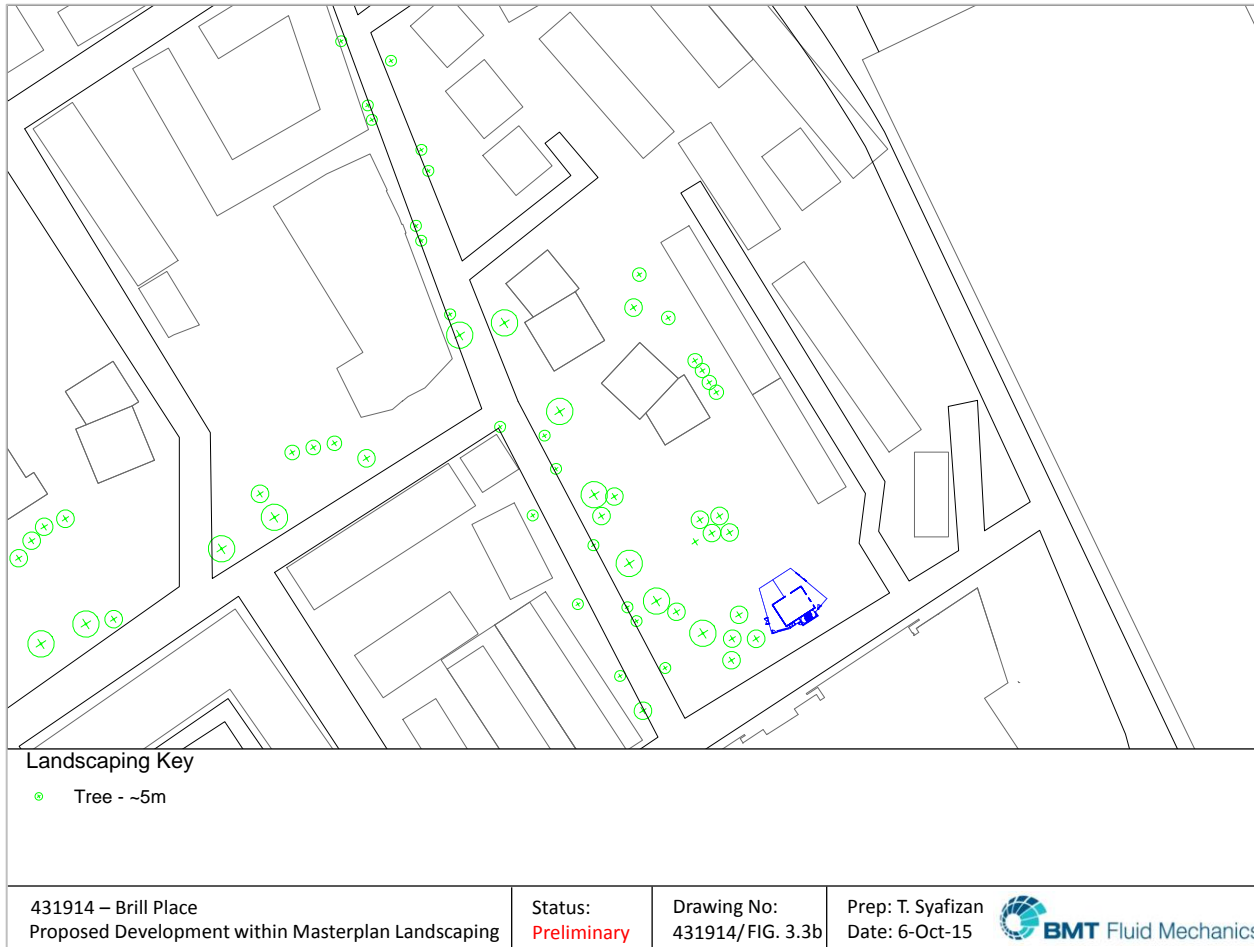 Landscaping Key
Tree - ~5m
431914 – Brill Place
Proposed Development within Masterplan Landscaping
Status:
Preliminary
Drawing No:
431914/ FIG. 3.3b
Prep: T. Syafizan
Date: 6-Oct-15
BMT Fluid Mechanics